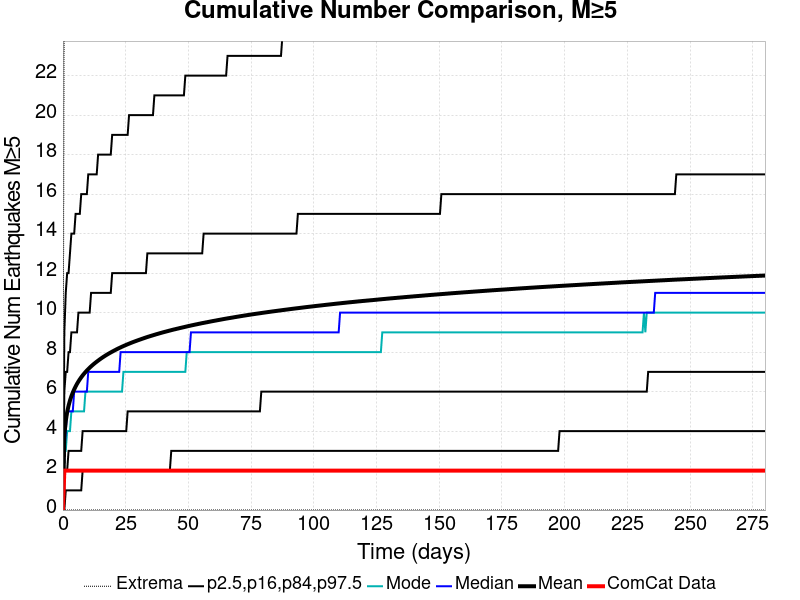 Cumulative Number Comparison, M≥5
Cumulative Num Earthquakes M≥5
22
20
18
16
14
12
10
8
6
4
2
0
0 25 50 75 100 125 150 175 200 225 250 275
Time (days)
Extrema p2.5,p16,p84,p97.5 Mode Median Mean ComCat Data